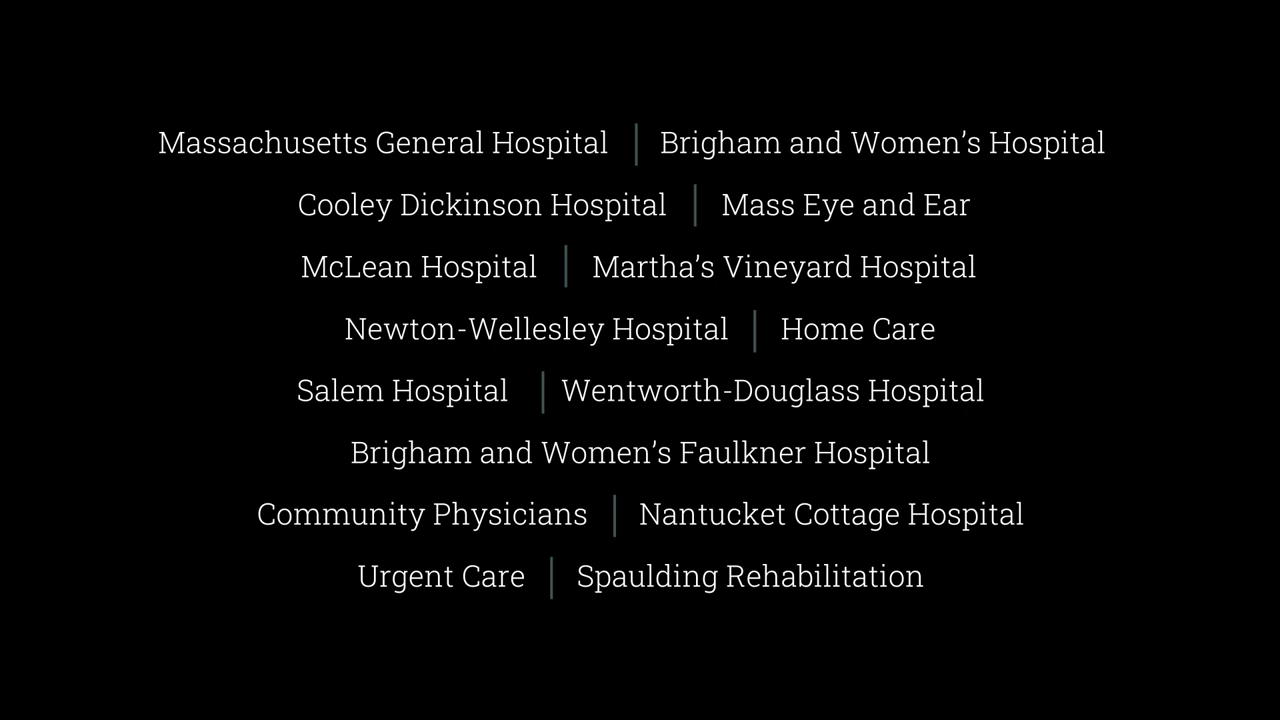 Massachusetts General Hospital | Brigham and Women’s Hospital
Cooley Dickinson Hospital | Mass Eye and Ear
McLean Hospital | Martha’s Vineyard Hospital
Newton-Wellesley Hospital | Home Care
Salem Hospital | Wentworth-Douglass Hospital
Brigham and Women’s Faulkner Hospital
Community Physicians | Nantucket Cottage Hospital
Urgent Care | Spaulding Rehabilitation